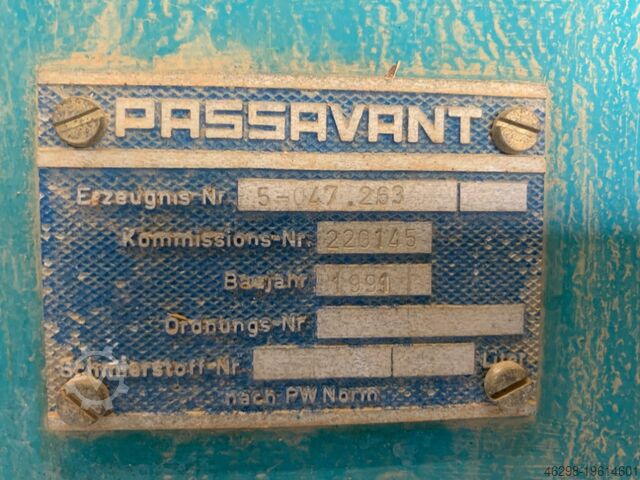 PASSAVANT
Erzeugnis-Nr. 5-047.263
Kommissions-Nr. 220145
Baujahr 1991
Ordnungs-Nr.
Schmierstoff-Nr. Liter
nach PW Norm
46298-19614601